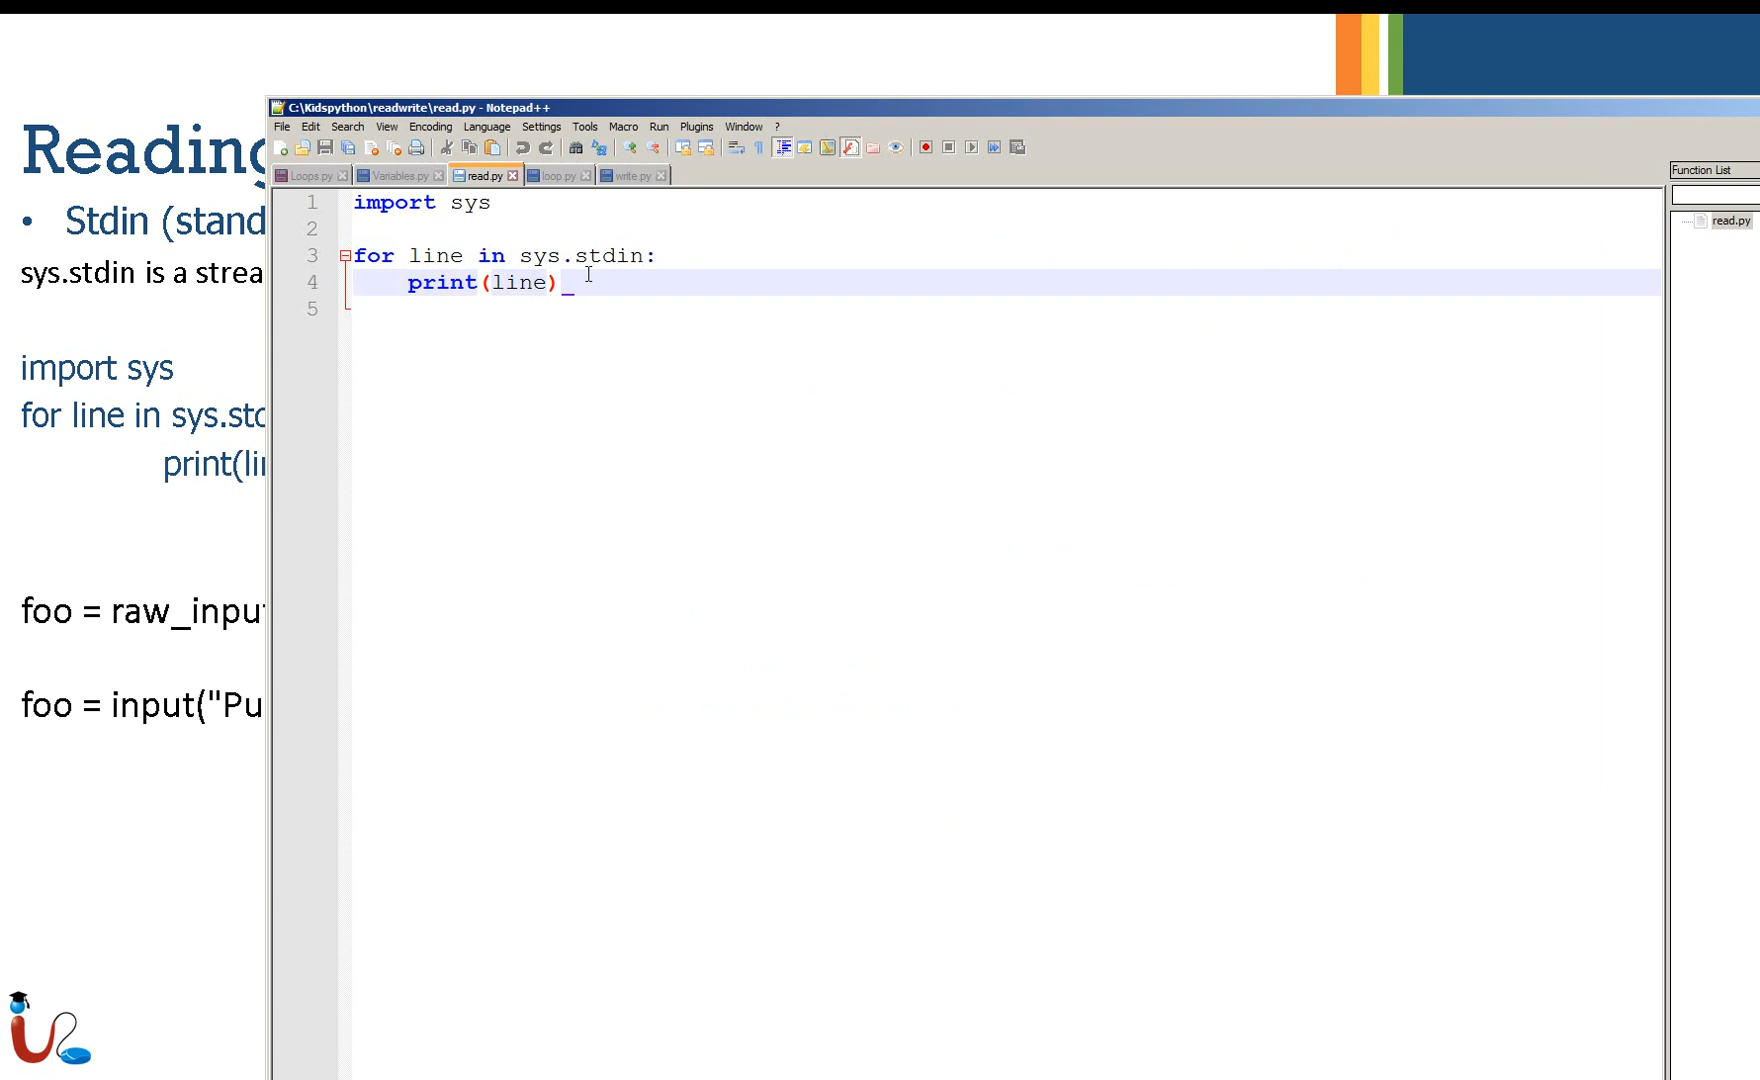 Reading
• Stdin (stand
sys.stdin is a strea
import sys
for line in sys.std
print(lin
foo = raw_input
foo = input("Pu
C:\Kidspython\readwrite\read.py - Notepad++
File Edit Search View Encoding Language Settings Tools Macro Run Plugins Window ?
Loops.py Variables.py read.py loop.py write.py
1 import sys
2
3 for line in sys.stdin:
4 print(line)_
5
Function List
read.py